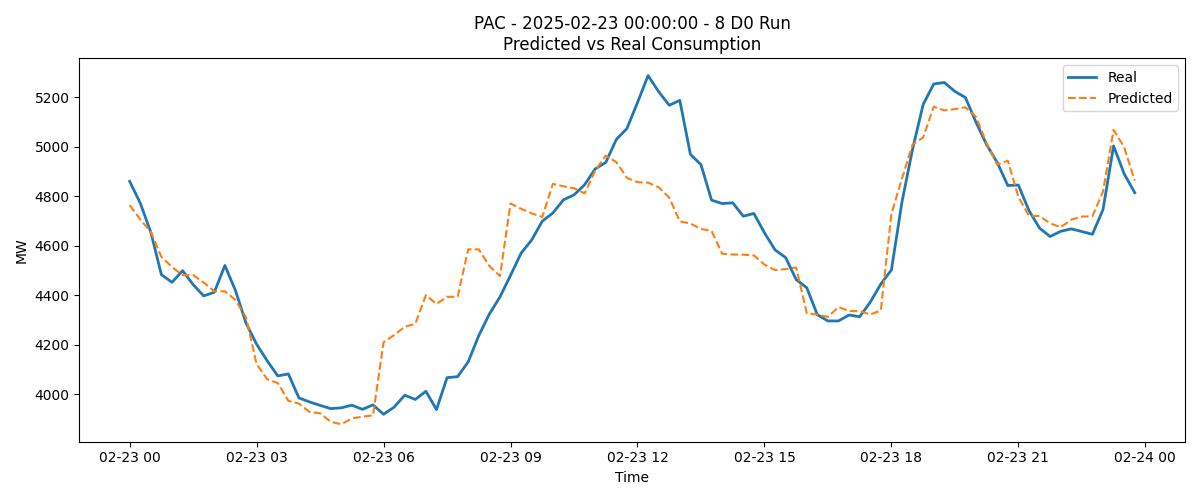 PAC - 2025-02-23 00:00:00 - 8 D0 Run
Predicted vs Real Consumption
Real
Predicted
MW
5200
5000
4800
4600
4400
4200
4000
02-23 00
02-23 03
02-23 06
02-23 09
02-23 12
02-23 15
02-23 18
02-23 21
02-24 00
Time